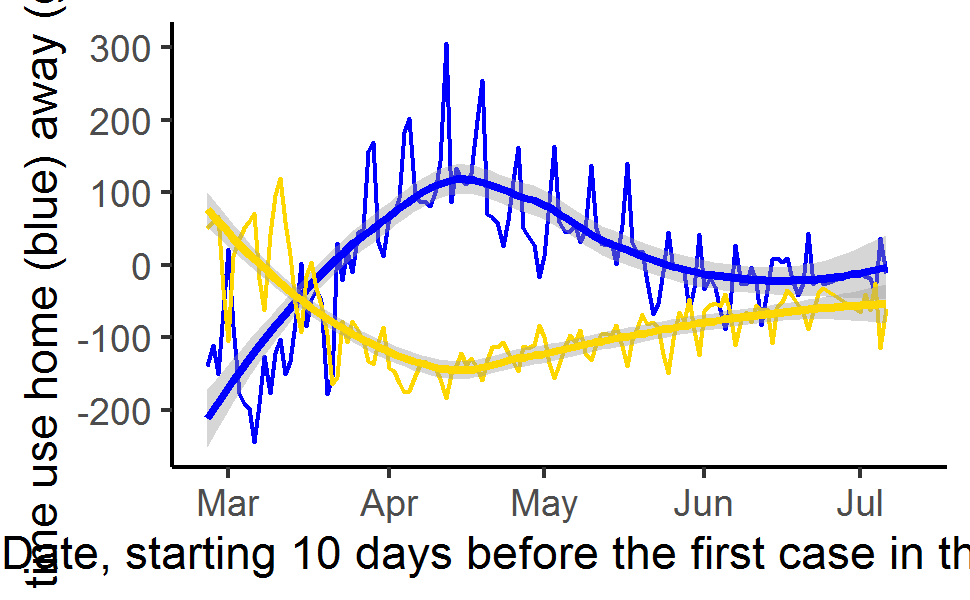 time use home (blue) away (
300
200
100
0
-100
-200
Mar Apr May Jun Jul
Date, starting 10 days before the first case in th